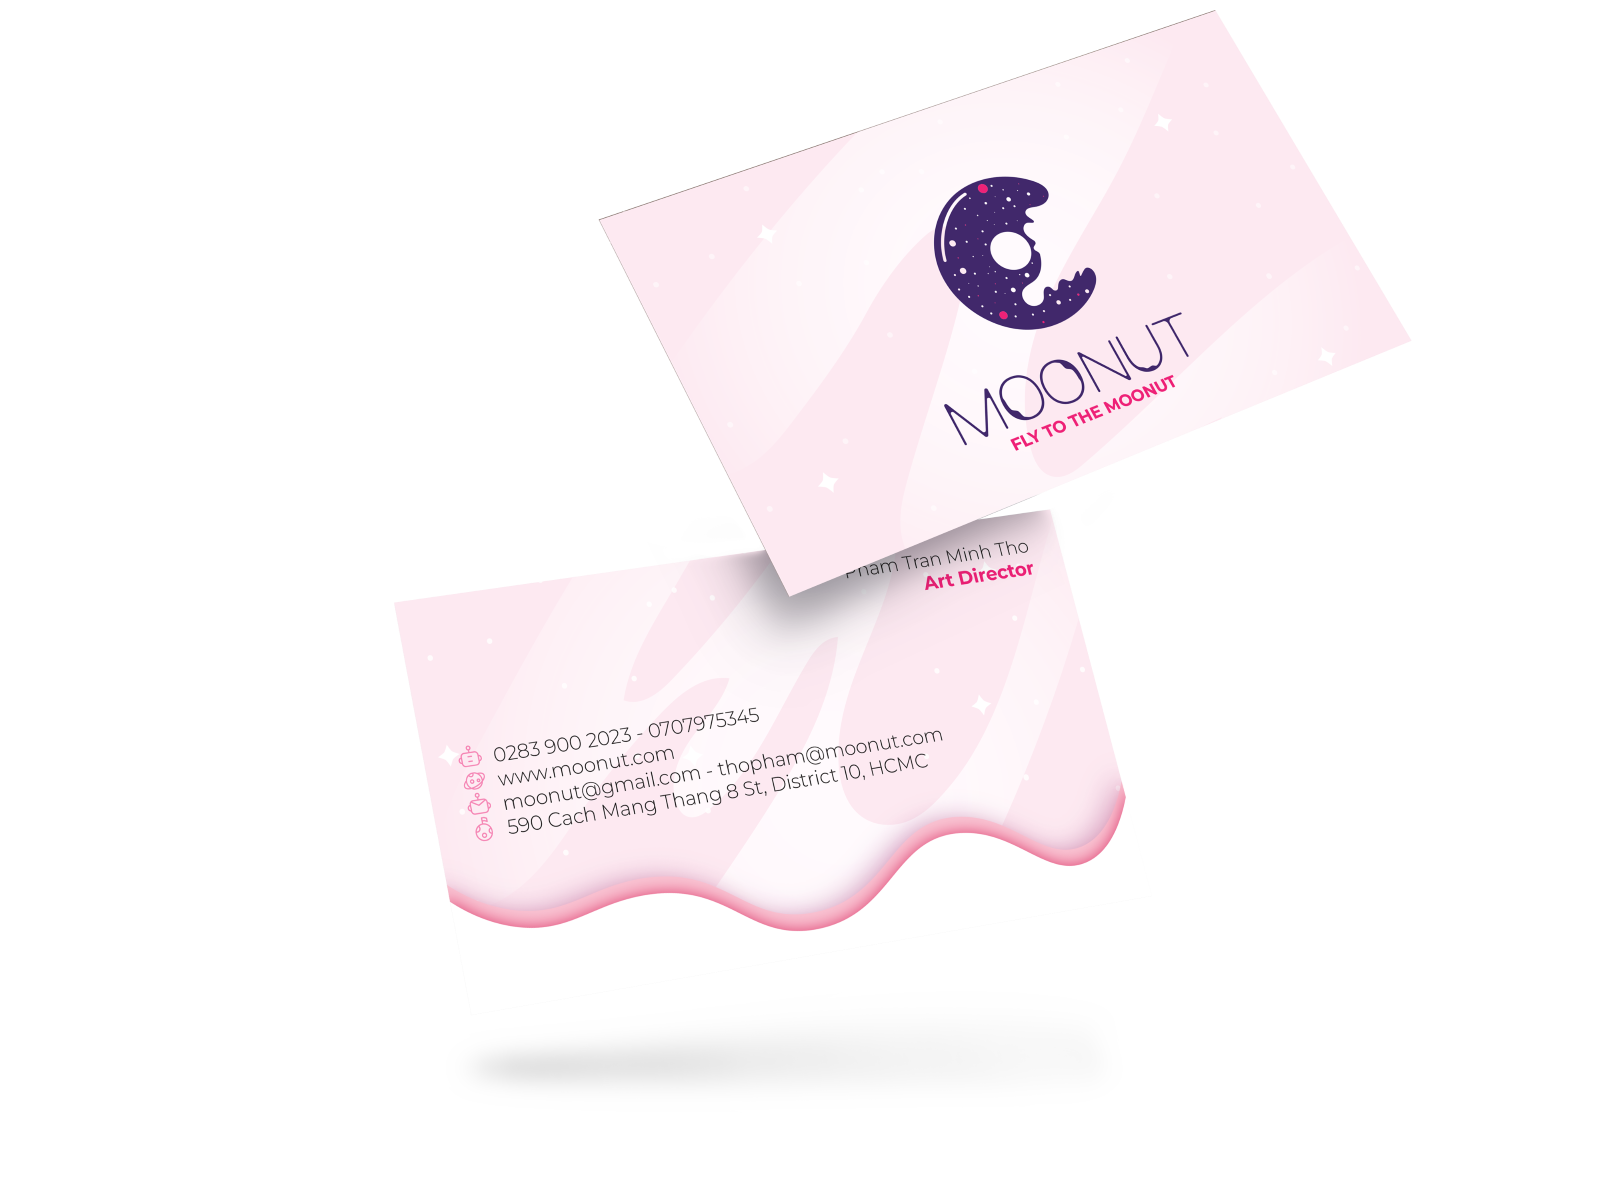 MOONUT
FLY TO THE MOONUT
Pham Tran Minh Tho
Art Director
0283 900 2023 - 0707975345
www.moonut.com
moonut@gmail.com - thopham@moonut.com
590 Cach Mang Thang 8 St, District 10, HCMC